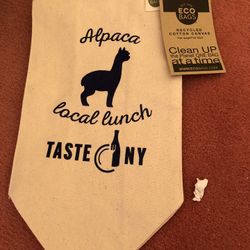 Alpaca
local lunch
TASTE NY
ECO
BAGS
RECYCLED
COTTON CANVAS
Clean UP
the Planet ONE BAG
at a time